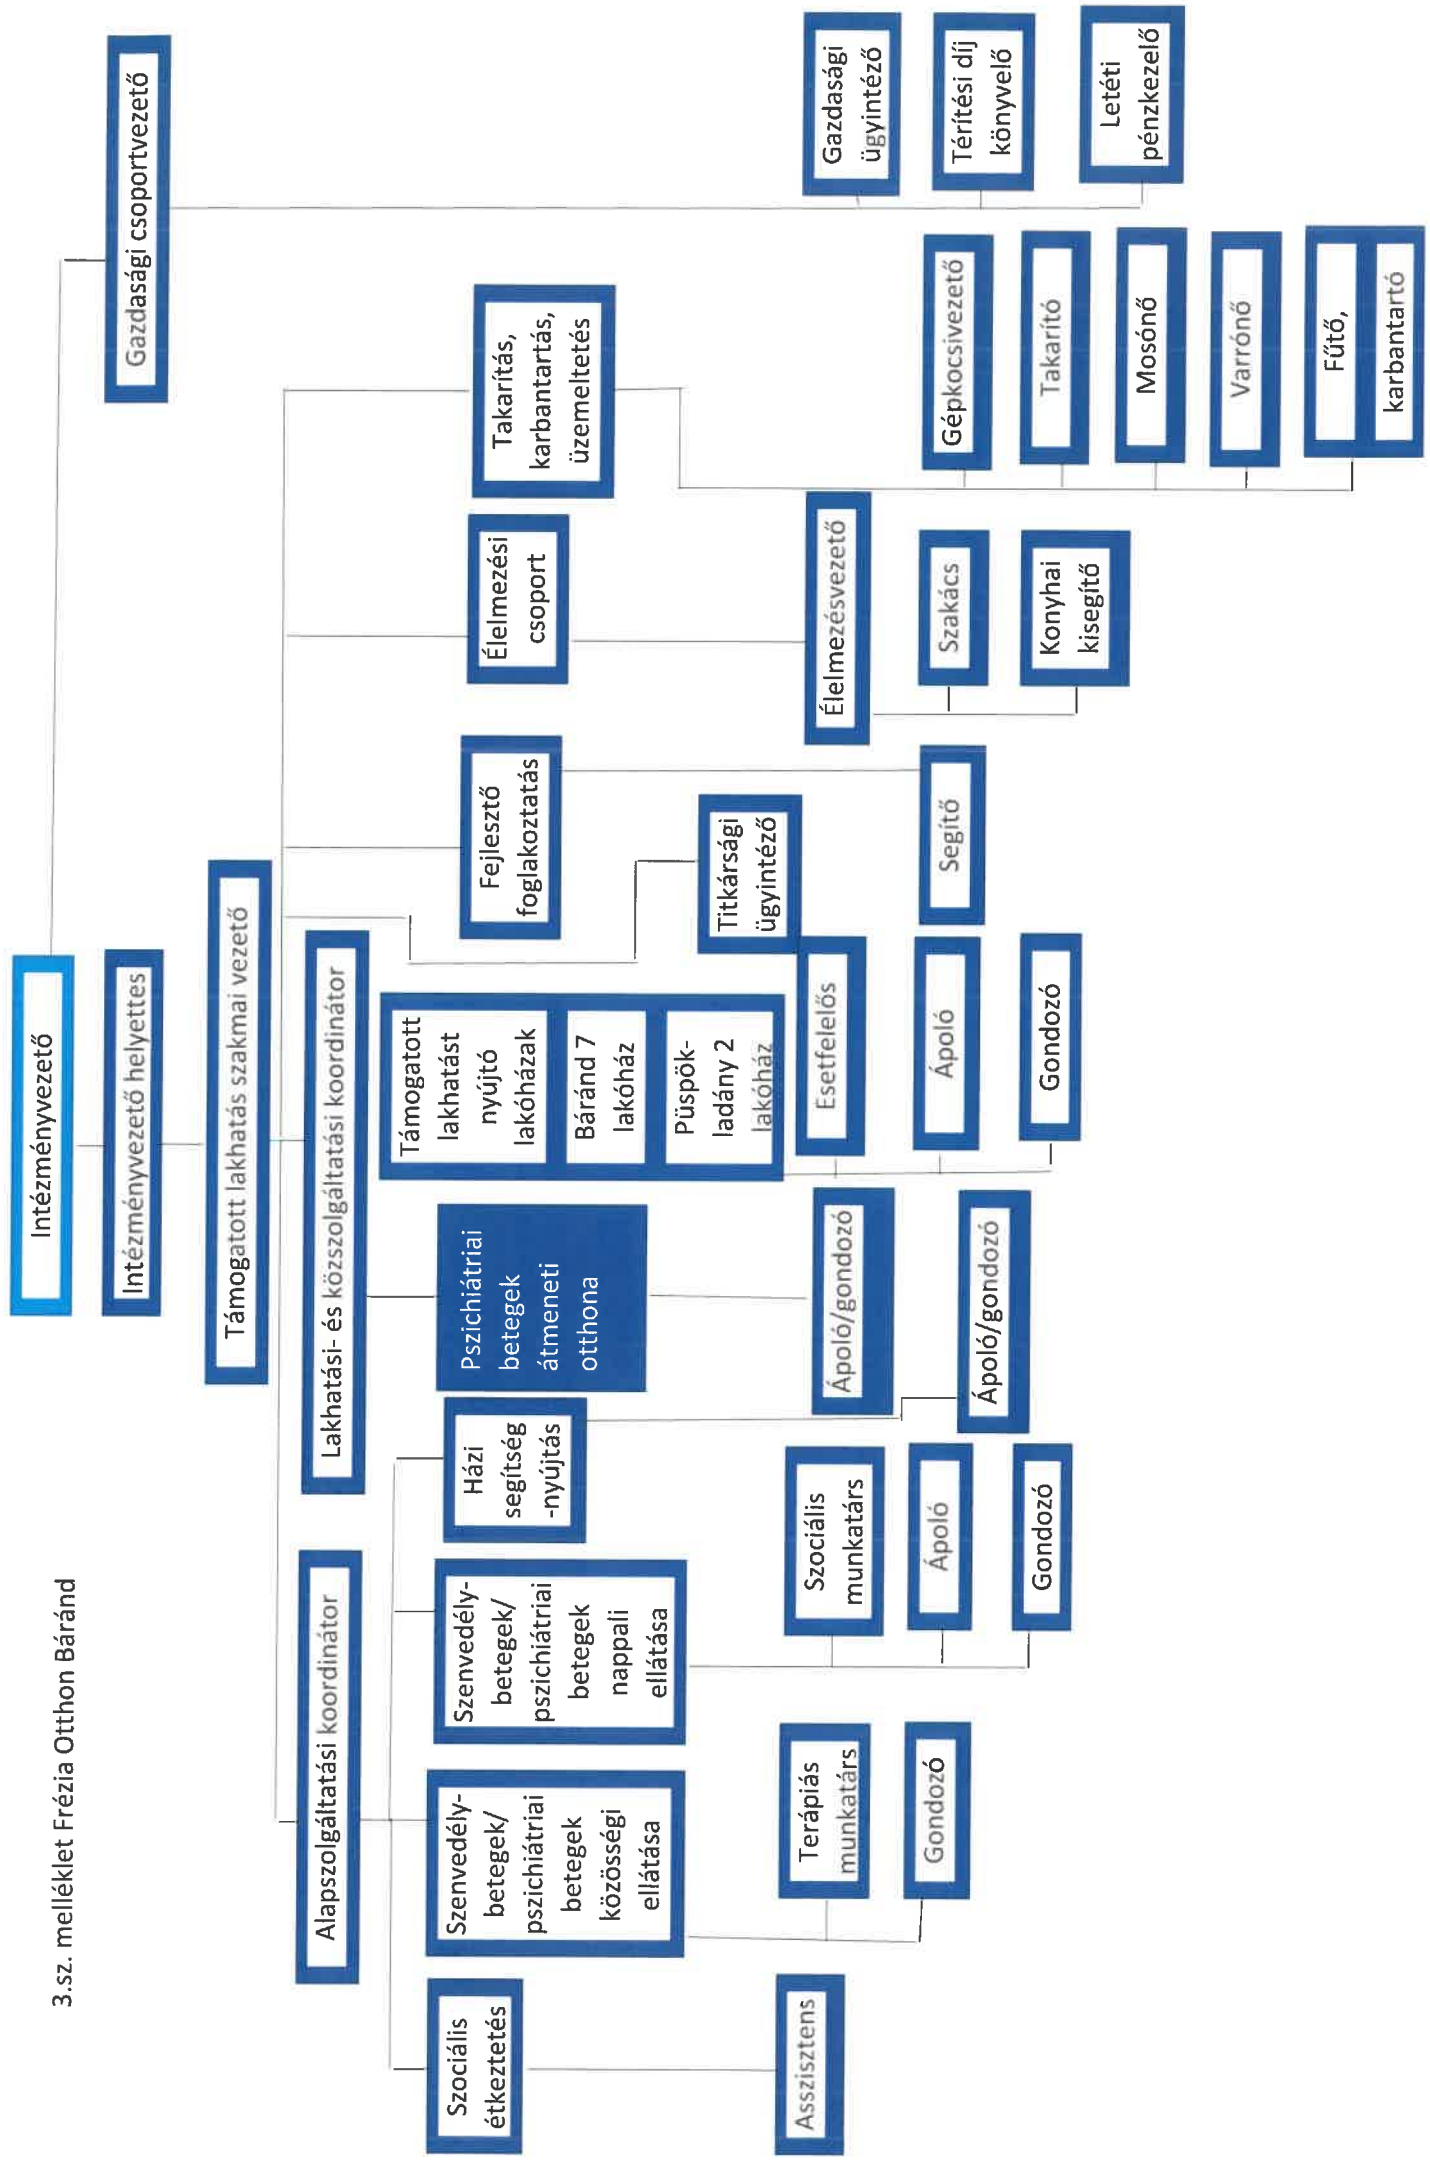 3.sz. melléklet Frézia Otthon Báránd
Intézményvezető
Intézményvezető helyettes
Gazdasági csoportvezető
Támogatott lakhatás szakmai vezető
Alapszolgáltatási koordinátor
Lakhatási- és közszolgáltatási koordinátor
Szociális
étkeztetés
Szenvedély-
betegek/
pszichiátriai
betegek
közösségi
ellátása
Szenvedély-
betegek/
pszichiátriai
betegek
nappali
ellátása
Házi
segítség
-nyújtás
Pszichiátriai
betegek
átmeneti
otthona
Támogatott
lakhatást
nyújtó
lakóházak
Báránd 7
lakóház
Püspök-
ladány 2
lakóház
Fejlesztő
foglakoztatás
Élelmezési
csoport
Takarítás,
karbantartás,
üzemeltetés
Titkársági
ügyintéző
Asszisztens
Terápiás
munkatárs
Gondozó
Szociális
munkatárs
Ápoló
Gondozó
Ápoló/gondozó
Ápoló/gondozó
Esetfelelős
Ápoló
Gondozó
Segítő
Élelmezésvezető
Szakács
Konyhai
kisegítő
Gépkocsivezető
Takarító
Mosónő
Varrónő
Fűtő,
karbantartó
Gazdasági
ügyintéző
Térítési díj
könyvelő
Letéti
pénzkezelő